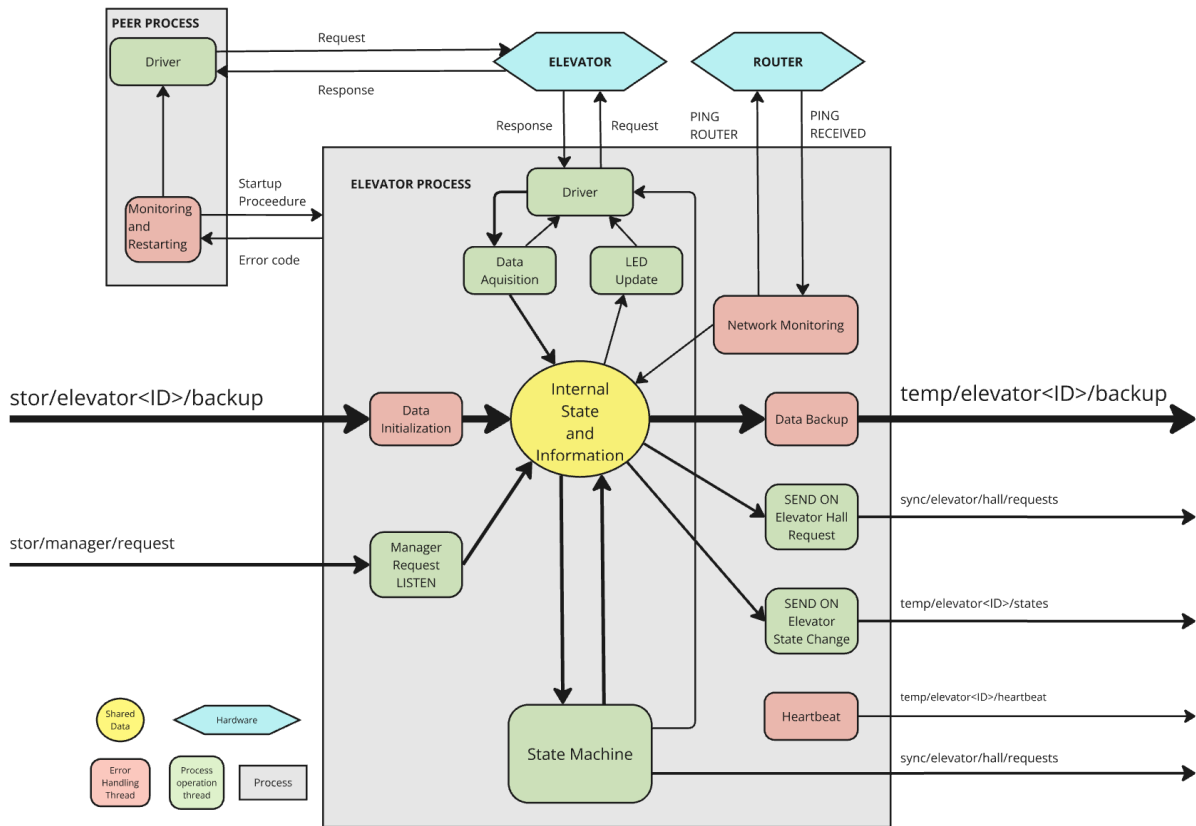 PEER PROCESS
Driver
Request
Response
ELEVATOR
ROUTER
Response
Request
PING
ROUTER
PING
RECEIVED
Monitoring
and
Restarting
Startup
Proceedure
Error code
ELEVATOR PROCESS
Driver
Data
Aquisition
LED
Update
Network Monitoring
stor/elevator<ID>/backup
Data
Initialization
Internal
State
and
Information
Data Backup
temp/elevator<ID>/backup
SEND ON
Elevator Hall
Request
sync/elevator/hall/requests
stor/manager/request
Manager
Request
LISTEN
SEND ON
Elevator
State Change
temp/elevator<ID>/states
Heartbeat
temp/elevator<ID>/heartbeat
State Machine
sync/elevator/hall/requests
Shared
Data
Hardware
Error
Handling
Thread
Process
operation
thread
Process